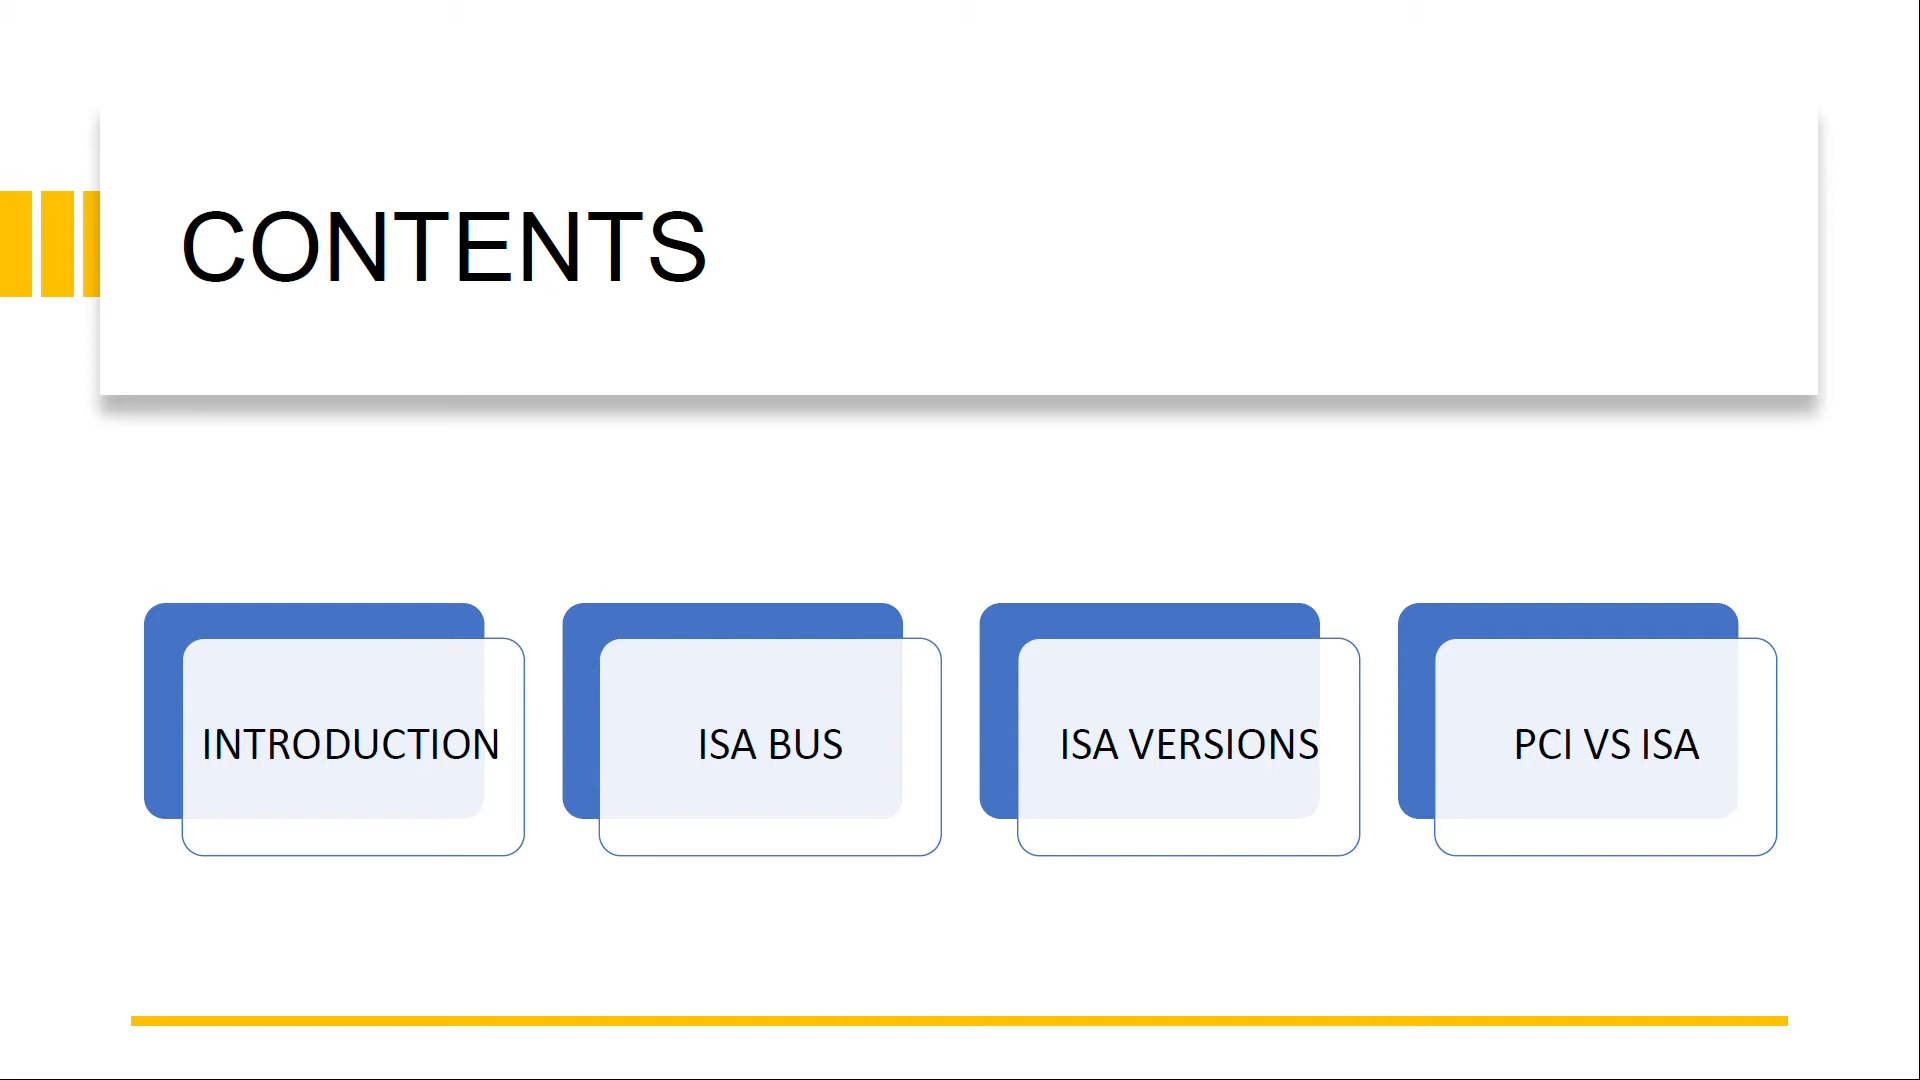 CONTENTS
INTRODUCTION
ISA BUS
ISA VERSIONS
PCI VS ISA